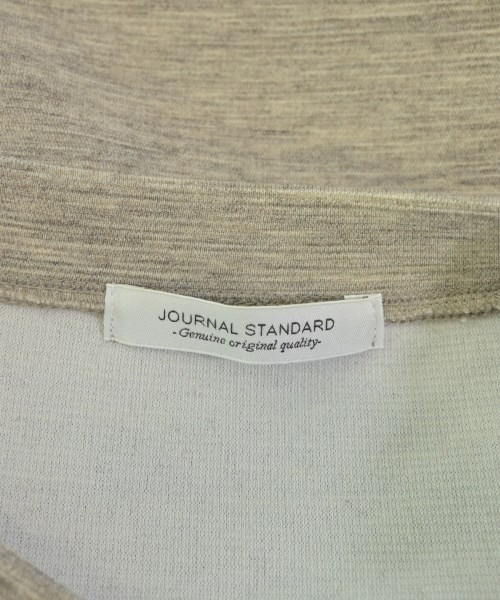 JOURNAL STANDARD
-Genuine original quality-